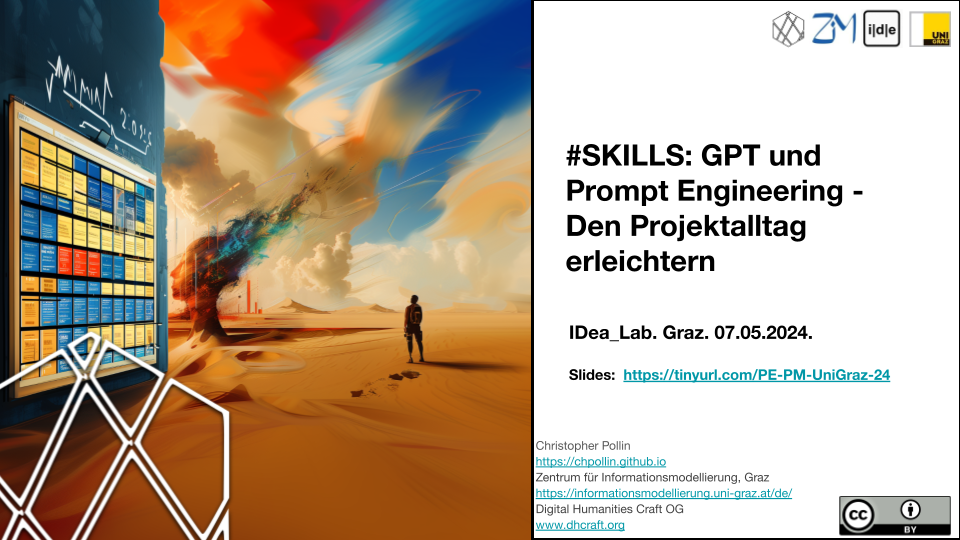 ZIM
i|d|e
UNI
GRAZ
#SKILLS: GPT und
Prompt Engineering -
Den Projektalltag
erleichtern
IDea_Lab. Graz. 07.05.2024.
Slides: https://tinyurl.com/PE-PM-UniGraz-24
Christopher Pollin
https://chpollin.github.io
Zentrum für Informationsmodellierung, Graz
https://informationsmodellierung.uni-graz.at/de/
Digital Humanities Craft OG
www.dhcraft.org
cc
BY